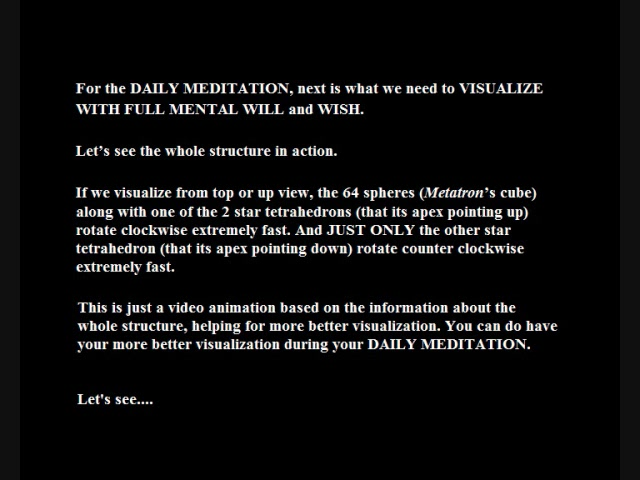 For the DAILY MEDITATION, next is what we need to VISUALIZE
WITH FULL MENTAL WILL and WISH.
Let’s see the whole structure in action.
If we visualize from top or up view, the 64 spheres (Metatron’s cube)
along with one of the 2 star tetrahedrons (that its apex pointing up)
rotate clockwise extremely fast. And JUST ONLY the other star
tetrahedron (that its apex pointing down) rotate counter clockwise
extremely fast.
This is just a video animation based on the information about the
whole structure, helping for more better visualization. You can do have
your more better visualization during your DAILY MEDITATION.
Let's see....